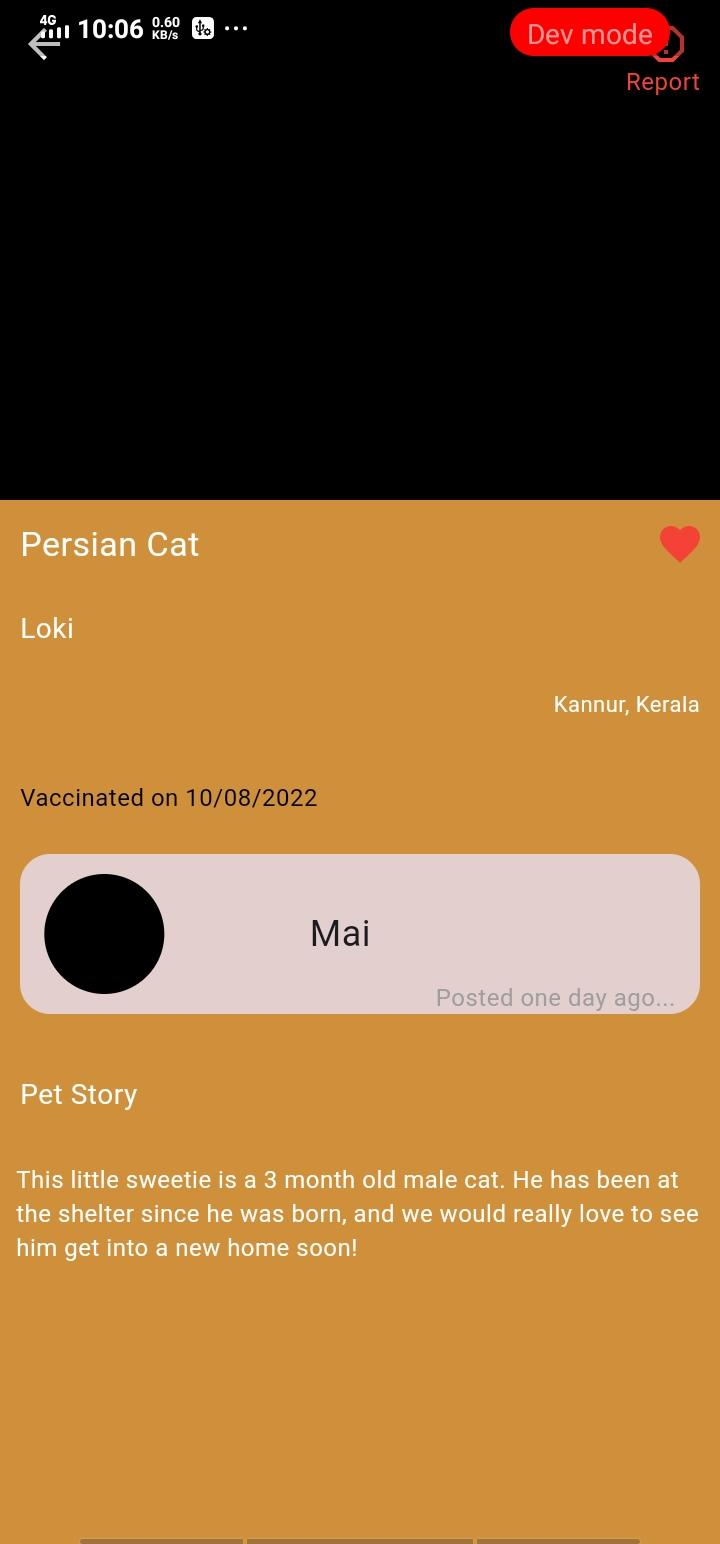 4G 10:06 0.60 KB/s ...
Dev mode
Report
Persian Cat
Loki
Kannur, Kerala
Vaccinated on 10/08/2022
Mai
Posted one day ago...
Pet Story
This little sweetie is a 3 month old male cat. He has been at
the shelter since he was born, and we would really love to see
him get into a new home soon!